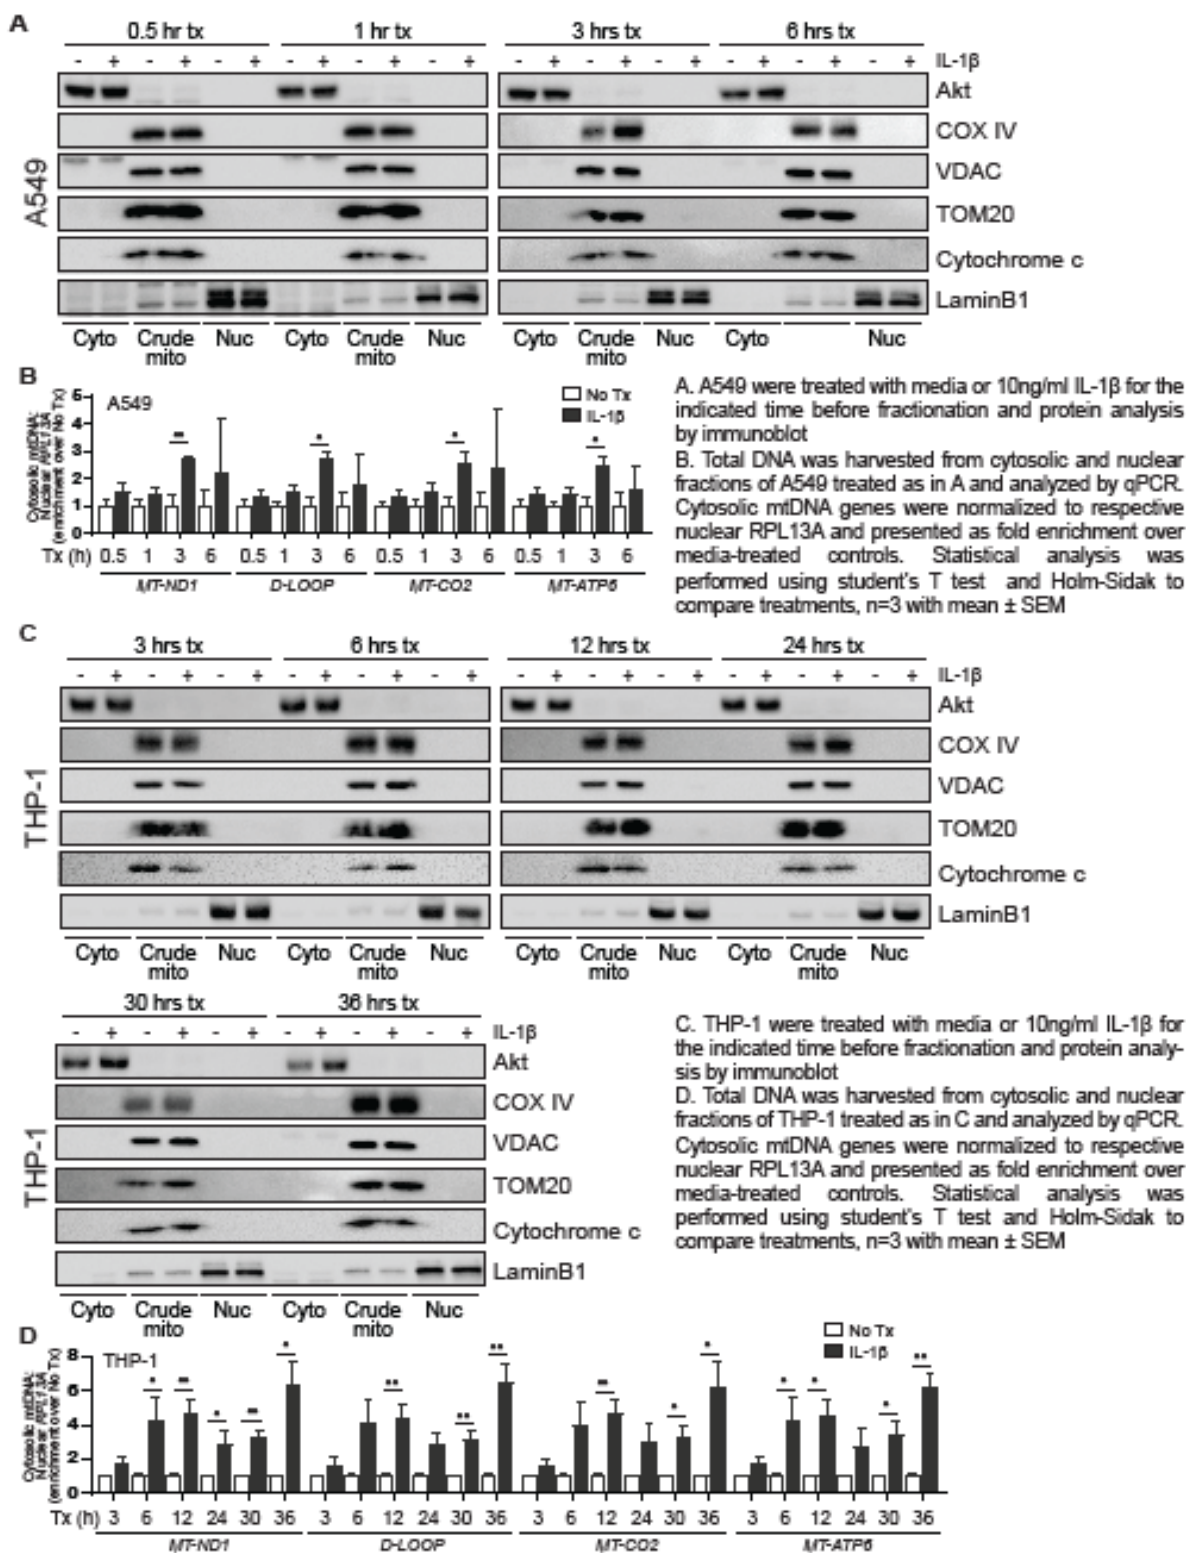 A
0.5 hr tx 1 hr tx 3 hrs tx 6 hrs tx
- + - + - + - + - + - + - + - + - + - + - + - + IL-1β
A549
Akt
COX IV
VDAC
TOM20
Cytochrome c
LaminB1
Cyto Crude mito Nuc Cyto Crude mito Nuc Cyto Crude mito Nuc Cyto Nuc
B
A549
No Tx
IL-1β
Cytosolic mtDNA:
Nuclear RPL13A
(enrichment over No Tx)
5
4
3
2
1
0
** * * *
Tx (h) 0.5 1 3 6 0.5 1 3 6 0.5 1 3 6 0.5 1 3 6
MT-ND1 D-LOOP MT-CO2 MT-ATP6
A. A549 were treated with media or 10ng/ml IL-1β for the
indicated time before fractionation and protein analysis
by immunoblot
B. Total DNA was harvested from cytosolic and nuclear
fractions of A549 treated as in A and analyzed by qPCR.
Cytosolic mtDNA genes were normalized to respective
nuclear RPL13A and presented as fold enrichment over
media-treated controls. Statistical analysis was
performed using student's T test and Holm-Sidak to
compare treatments, n=3 with mean ± SEM
C
3 hrs tx 6 hrs tx 12 hrs tx 24 hrs tx
- + - + - + - + - + - + - + - + - + - + - + - + IL-1β
THP-1
Akt
COX IV
VDAC
TOM20
Cytochrome c
LaminB1
Cyto Crude mito Nuc Cyto Crude mito Nuc Cyto Crude mito Nuc Cyto Crude mito Nuc
30 hrs tx 36 hrs tx
- + - + - + - + - + - + IL-1β
THP-1
Akt
COX IV
VDAC
TOM20
Cytochrome c
LaminB1
Cyto Crude mito Nuc Cyto Crude mito Nuc
C. THP-1 were treated with media or 10ng/ml IL-1β for
the indicated time before fractionation and protein analy-
sis by immunoblot
D. Total DNA was harvested from cytosolic and nuclear
fractions of THP-1 treated as in C and analyzed by qPCR.
Cytosolic mtDNA genes were normalized to respective
nuclear RPL13A and presented as fold enrichment over
media-treated controls. Statistical analysis was
performed using student's T test and Holm-Sidak to
compare treatments, n=3 with mean ± SEM
D
THP-1
No Tx
IL-1β
Cytosolic mtDNA:
Nuclear RPL13A
(enrichment over No Tx)
8
6
4
2
0
* ** * ** * ** ** ** ** * * * * * **
Tx (h) 3 6 12 24 30 36 3 6 12 24 30 36 3 6 12 24 30 36 3 6 12 24 30 36
MT-ND1 D-LOOP MT-CO2 MT-ATP6